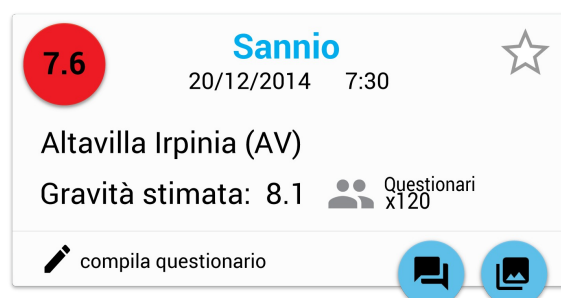 7.6
Sannio
20/12/2014 7:30
Altavilla Irpinia (AV)
Gravità stimata: 8.1
Questionari
x120
compila questionario